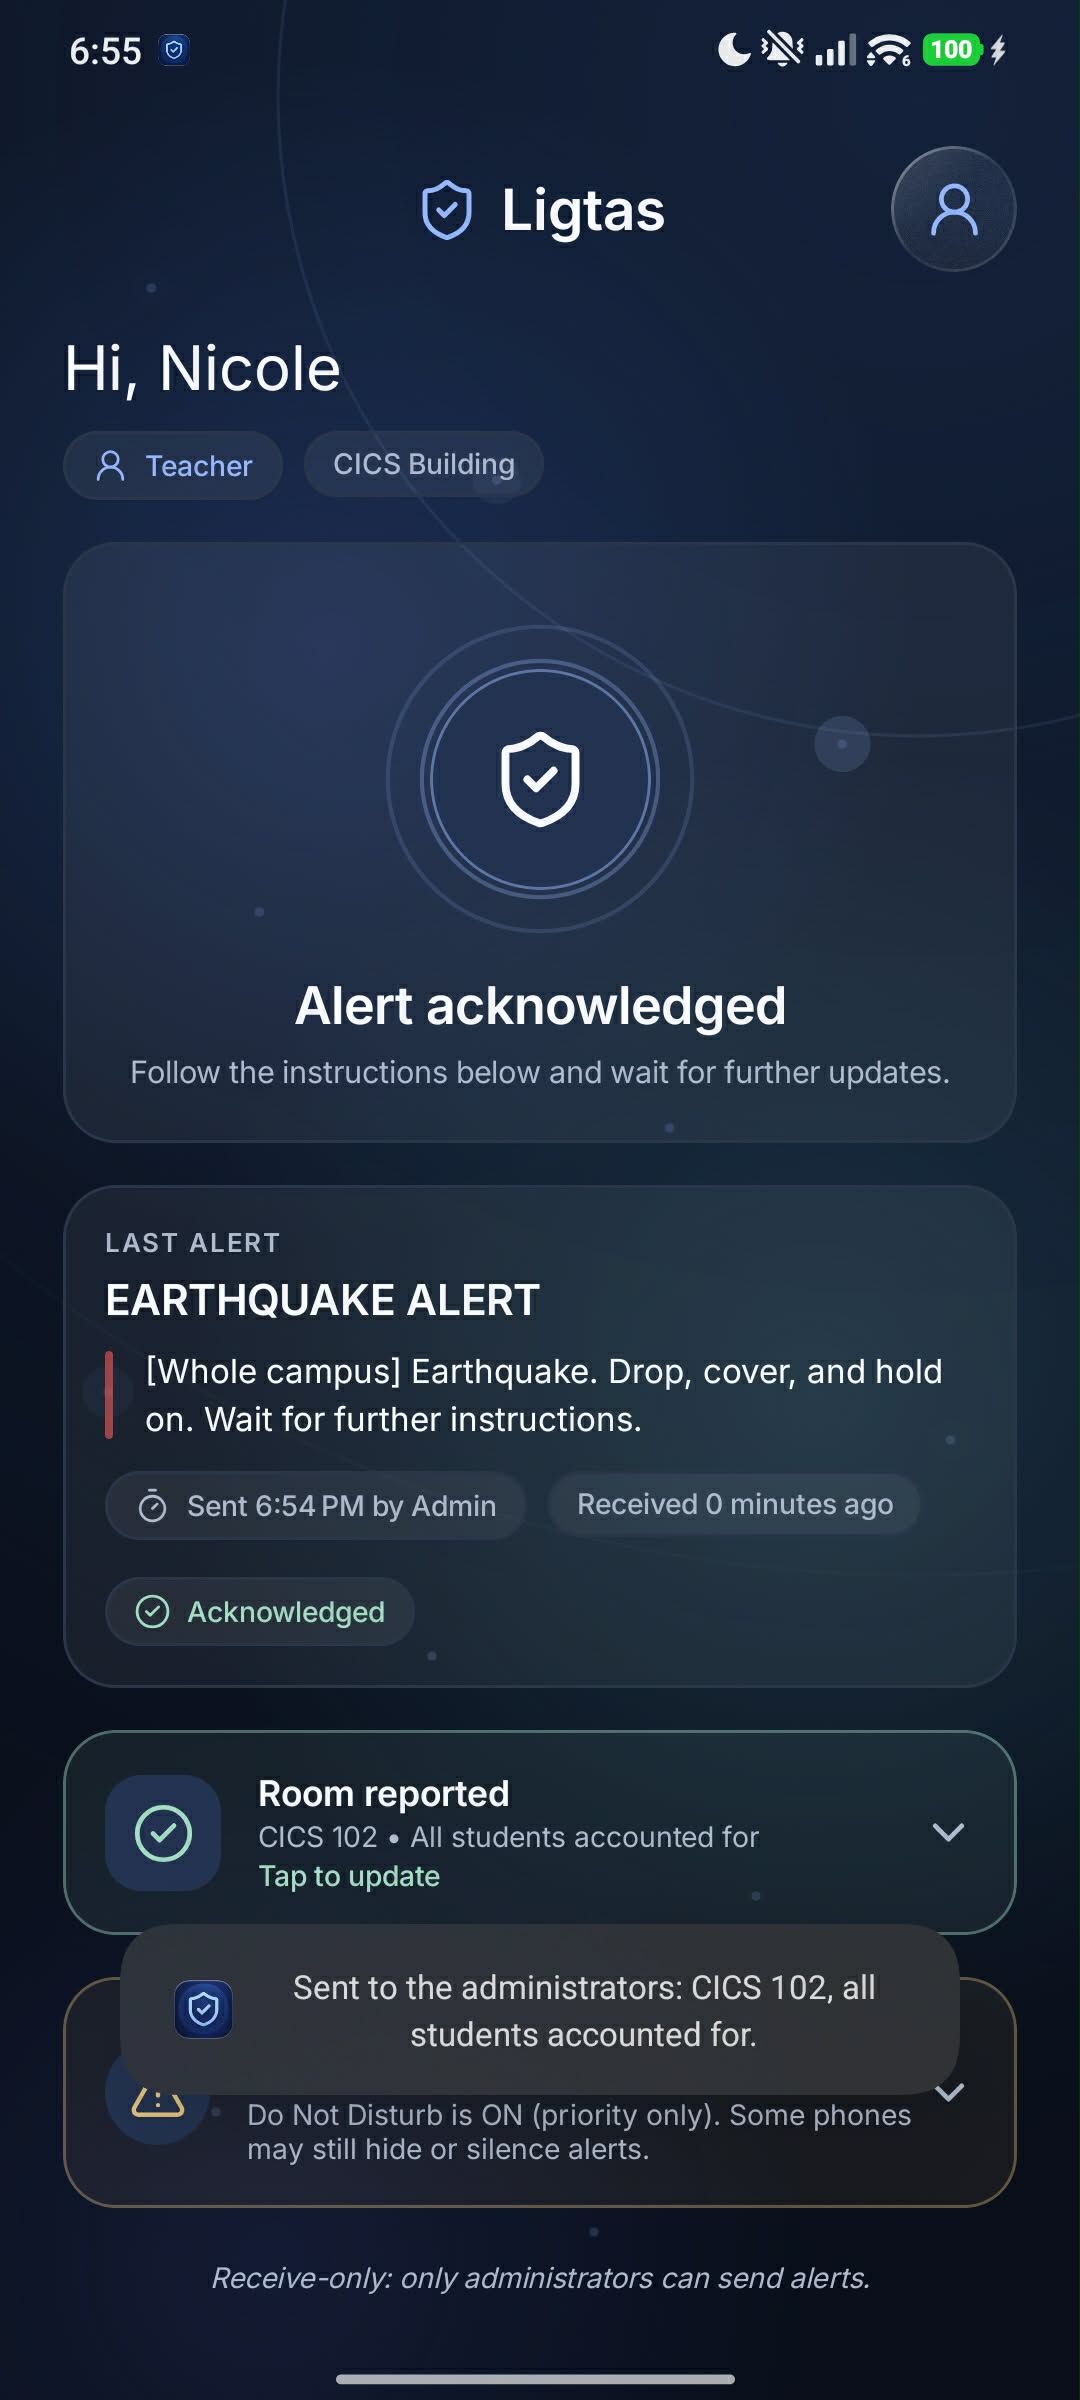 6:55
6
100
Ligtas
Hi, Nicole
Teacher
CICS Building
Alert acknowledged
Follow the instructions below and wait for further updates.
LAST ALERT
EARTHQUAKE ALERT
[Whole campus] Earthquake. Drop, cover, and hold
on. Wait for further instructions.
Sent 6:54 PM by Admin
Received 0 minutes ago
Acknowledged
Room reported
CICS 102 • All students accounted for
Tap to update
Sent to the administrators: CICS 102, all
students accounted for.
Do Not Disturb is ON (priority only). Some phones
may still hide or silence alerts.
Receive-only: only administrators can send alerts.